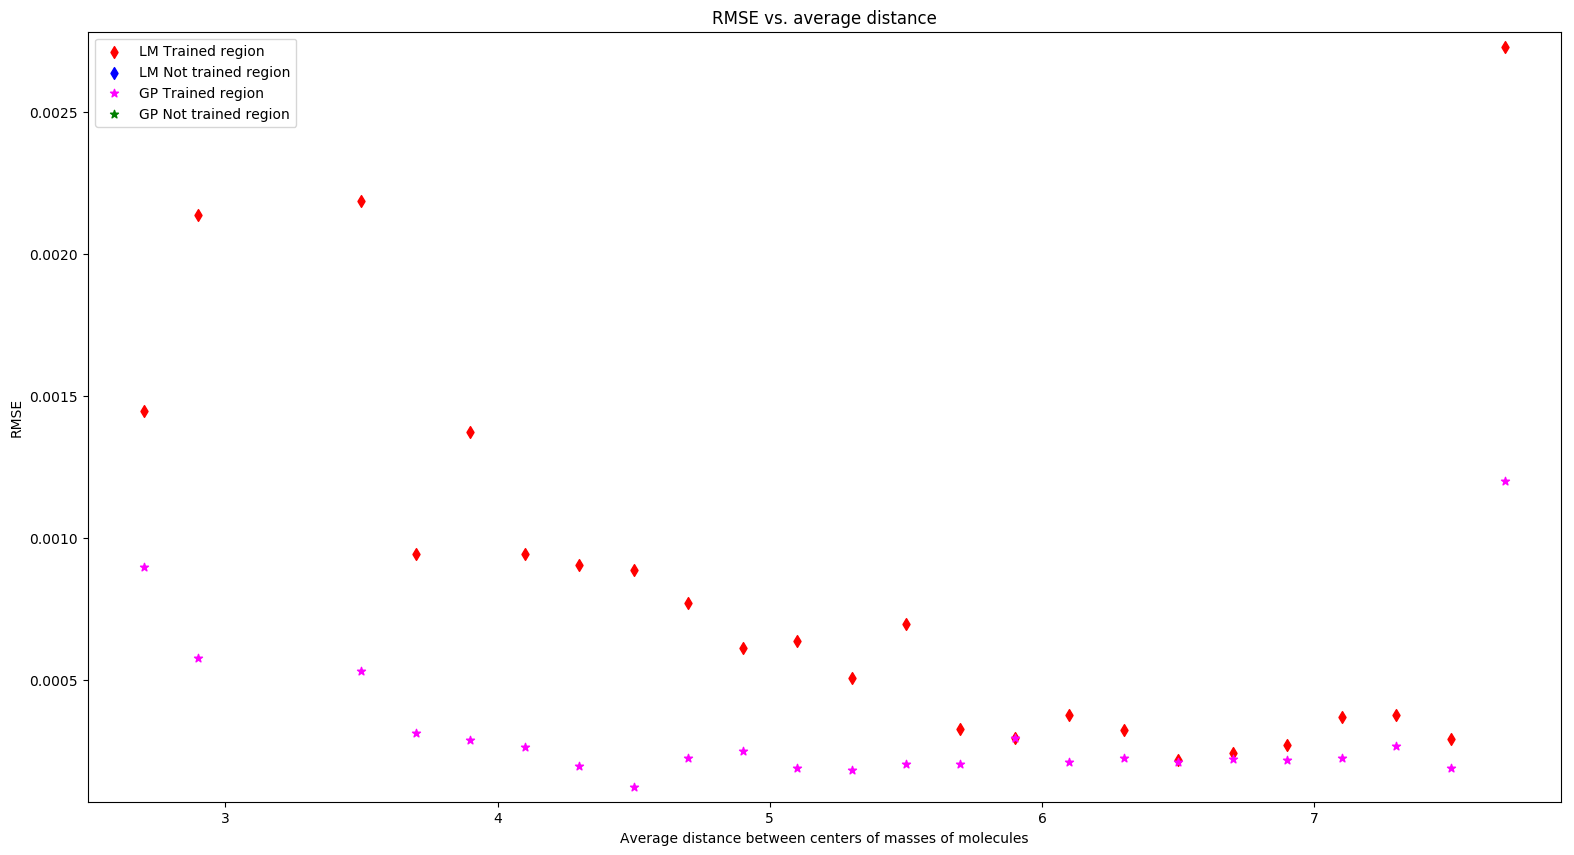 RMSE vs. average distance
LM Trained region
LM Not trained region
GP Trained region
GP Not trained region
0.0025
0.0020
0.0015
0.0010
0.0005
RMSE
3 4 5 6 7
Average distance between centers of masses of molecules